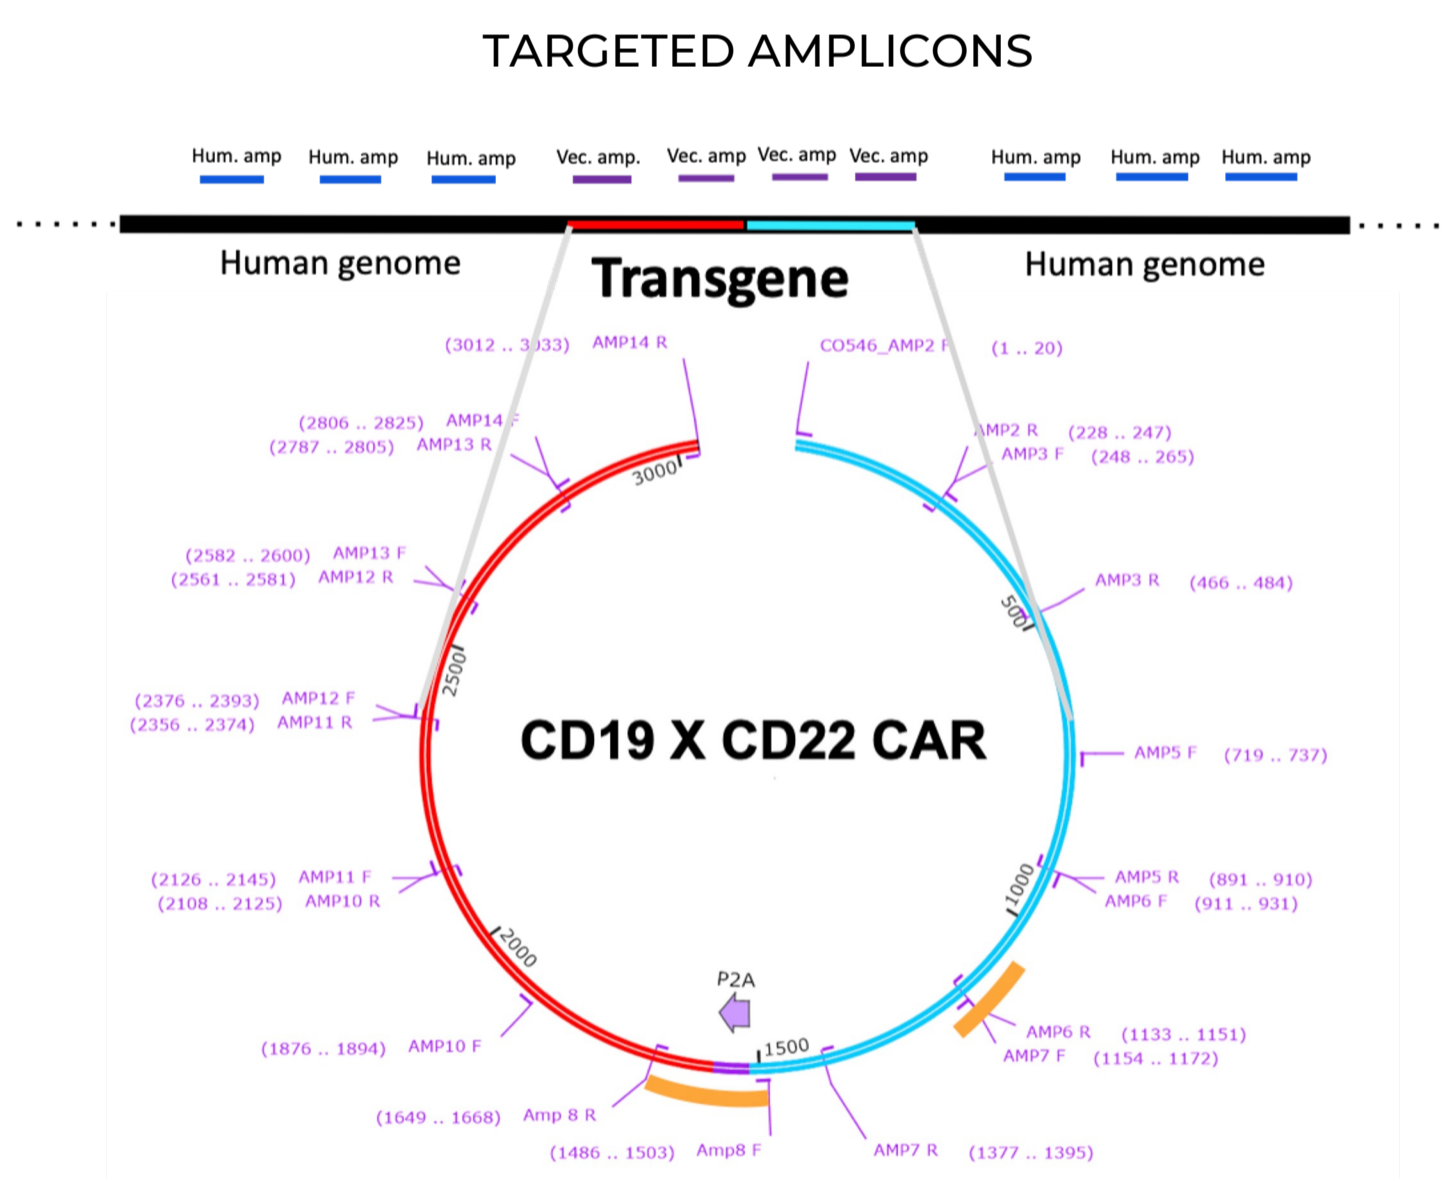 TARGETED AMPLICONS
Hum. amp Hum. amp Hum. amp Vec. amp. Vec. amp Vec. amp Vec. amp Hum. amp Hum. amp Hum. amp
Human genome Transgene Human genome
(3012 .. 3033) AMP14 R CO546_AMP2 F (1 .. 20)
(2806 .. 2825) AMP14 F AMP2 R (228 .. 247)
(2787 .. 2805) AMP13 R AMP3 F (248 .. 265)
3000
(2582 .. 2600) AMP13 F
(2561 .. 2581) AMP12 R AMP3 R (466 .. 484)
500
2500
(2376 .. 2393) AMP12 F
(2356 .. 2374) AMP11 R
CD19 X CD22 CAR
AMP5 F (719 .. 737)
(2126 .. 2145) AMP11 F AMP5 R (891 .. 910)
(2108 .. 2125) AMP10 R AMP6 F (911 .. 931)
1000
2000
P2A
AMP6 R (1133 .. 1151)
(1876 .. 1894) AMP10 F 1500 AMP7 F (1154 .. 1172)
(1649 .. 1668) Amp 8 R
(1486 .. 1503) Amp8 F AMP7 R (1377 .. 1395)